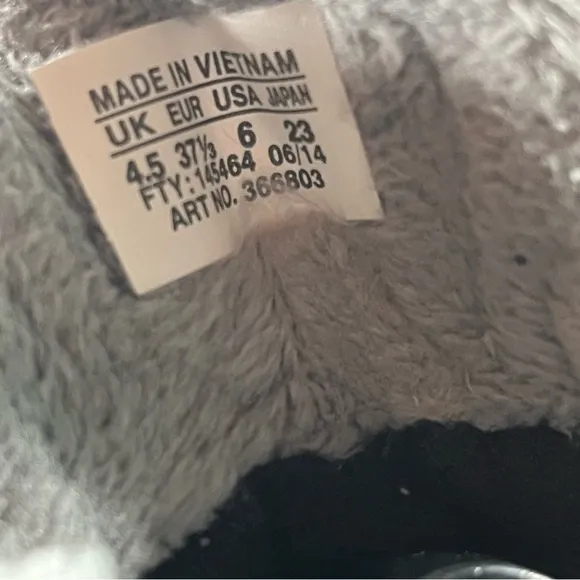 MADE IN VIETNAM
UK EUR USA JAPAN
4.5 37⅓ 6 23
FTY: 145464 06/14
ART NO. 366803